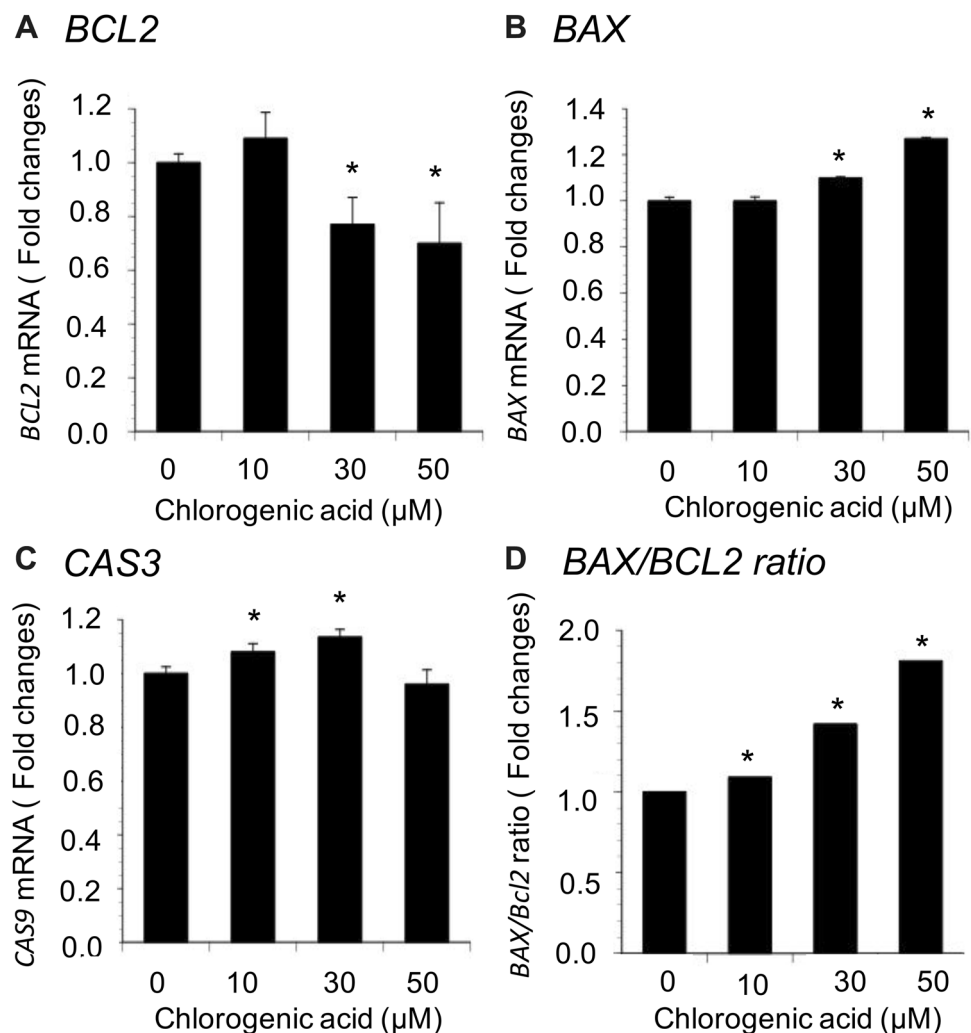 A BCL2
BCL2 mRNA ( Fold changes)
1.2
1.0
0.8
0.6
0.4
0.2
0.0
* *
0 10 30 50
Chlorogenic acid (µM)
B BAX
BAX mRNA ( Fold changes)
1.4
1.2
1.0
0.8
0.6
0.4
0.2
0.0
* *
0 10 30 50
Chlorogenic acid (µM)
C CAS3
CAS9 mRNA ( Fold changes)
1.2
1.0
0.8
0.6
0.4
0.2
0.0
* *
0 10 30 50
Chlorogenic acid (µM)
D BAX/BCL2 ratio
BAX/Bcl2 ratio ( Fold changes)
2.0
1.5
1.0
0.5
0.0
* * *
0 10 30 50
Chlorogenic acid (µM)